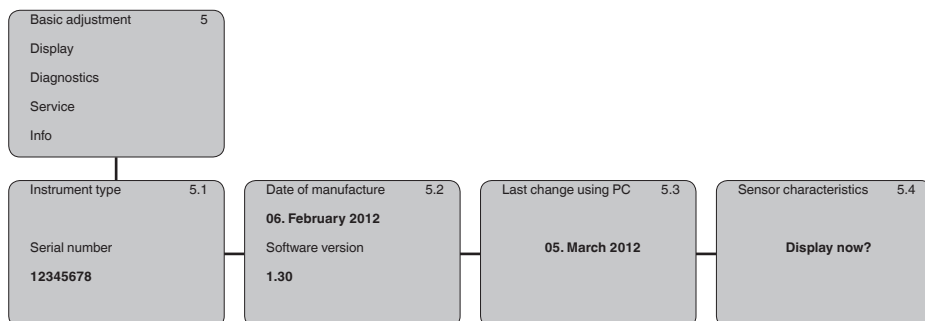 Basic adjustment 5
Display
Diagnostics
Service
Info
Instrument type 5.1
Serial number
12345678
Date of manufacture 5.2
06. February 2012
Software version
1.30
Last change using PC 5.3
05. March 2012
Sensor characteristics 5.4
Display now?